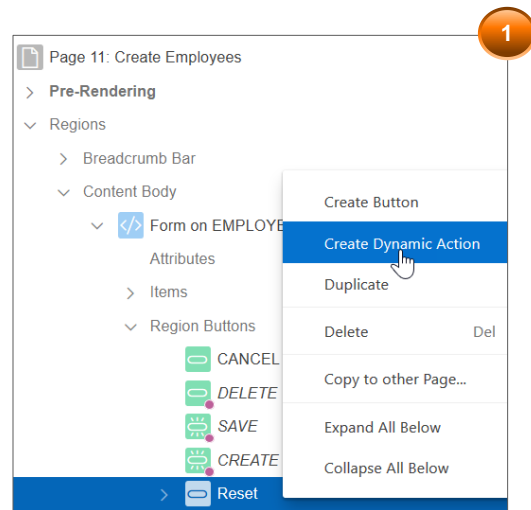 1
Page 11: Create Employees
Pre-Rendering
Regions
Breadcrumb Bar
Content Body
Form on EMPLOYE
Attributes
Items
Region Buttons
CANCEL
DELETE
SAVE
CREATE
Reset
Create Button
Create Dynamic Action
Duplicate
Delete Del
Copy to other Page...
Expand All Below
Collapse All Below